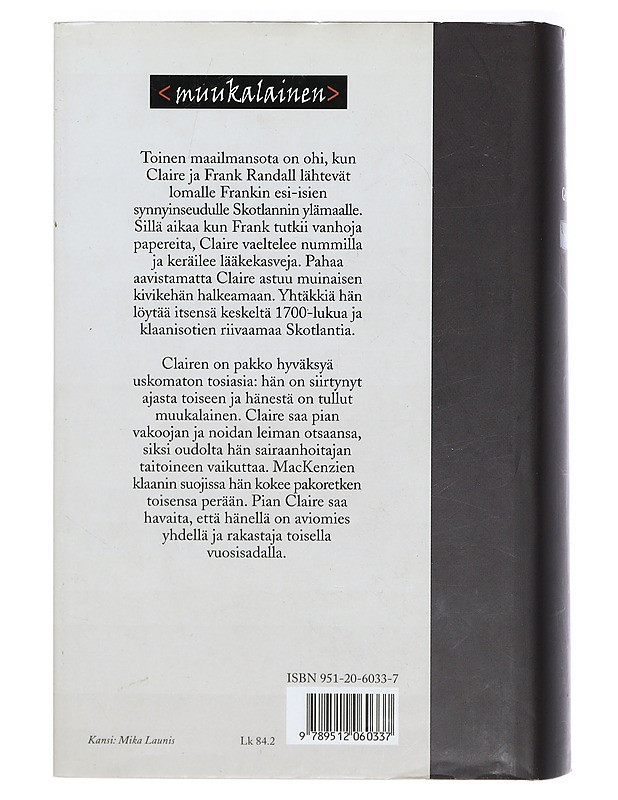 <muukalainen>
Toinen maailmansota on ohi, kun
Claire ja Frank Randall lähtevät
lomalle Frankin esi-isien
synnyinseudulle Skotlannin ylämaalle.
Sillä aikaa kun Frank tutkii vanhoja
papereita, Claire vaeltelee nummilla
ja keräilee lääkekasveja. Pahaa
aavistamatta Claire astuu muinaisen
kivikehän halkeamaan. Yhtäkkiä hän
löytää itsensä keskeltä 1700-lukua ja
klaanisotien riivaamaa Skotlantia.
Clairen on pakko hyväksyä
uskomaton tosiasia: hän on siirtynyt
ajasta toiseen ja hänestä on tullut
muukalainen. Claire saa pian
vakoojan ja noidan leiman otsaansa,
siksi oudolta hän sairaanhoitajan
taitoineen vaikuttaa. MacKenzien
klaanin suojissa hän kokee pakoretken
toisensa perään. Pian Claire saa
havaita, että hänellä on aviomies
yhdellä ja rakastaja toisella
vuosisadalla.
ISBN 951-20-6033-7
9 789512 060337
Kansi: Mika Launis
Lk 84.2